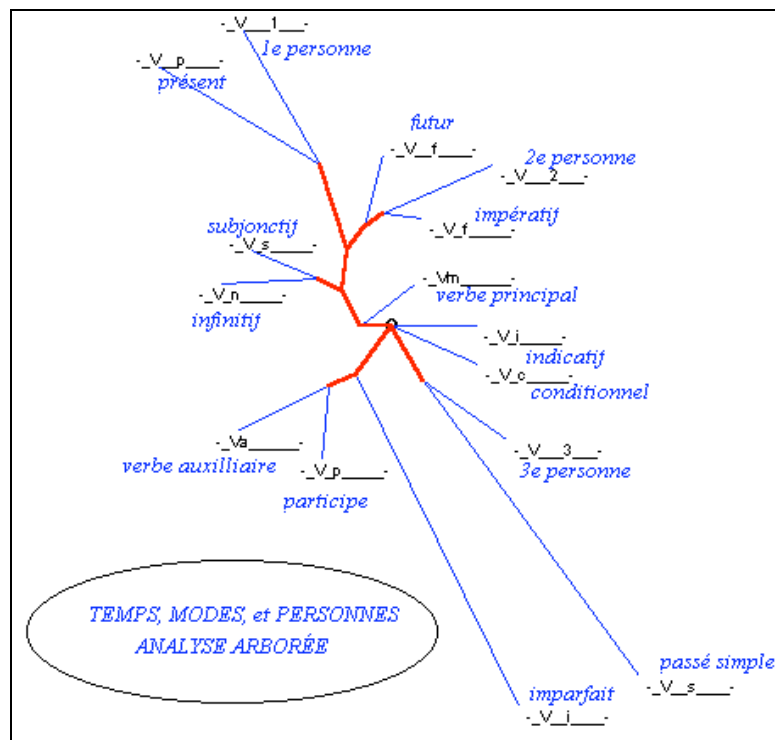 -_V___1___-
1e personne
-_V__p____-
présent
futur
-_V__f____-
2e personne
-_V___2___-
impératif
-_V_f_____-
subjonctif
-_V_s_____-
-_Vm______-
verbe principal
-_V_n_____-
infinitif
-_V_i_____-
indicatif
-_V_c_____-
conditionnel
-_Va______-
verbe auxilliaire
-_V_p_____-
participe
-_V___3___-
3e personne
TEMPS, MODES, et PERSONNES
ANALYSE ARBORÉE
passé simple
-_V__s____-
imparfait
-_V__i____-